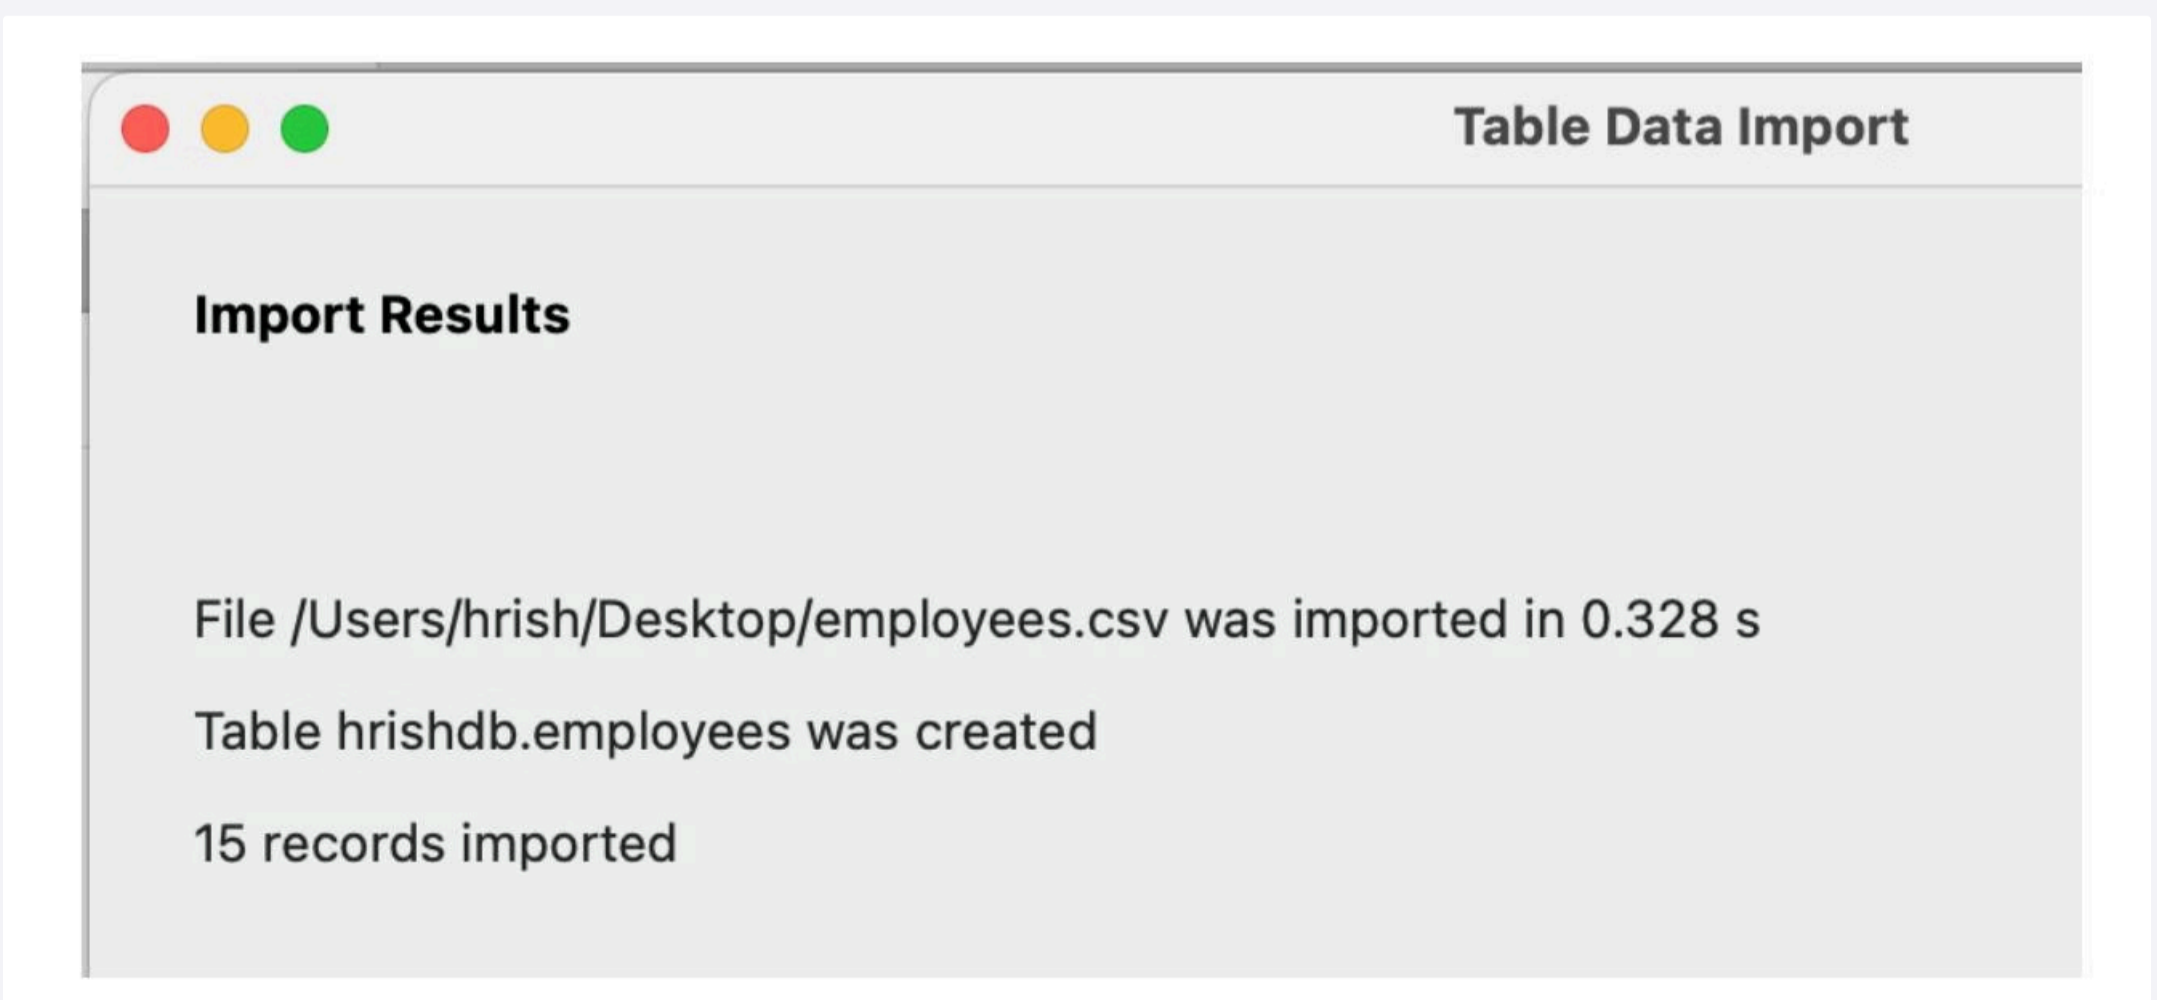 Table Data Import
Import Results
File /Users/hrish/Desktop/employees.csv was imported in 0.328 s
Table hrishdb.employees was created
15 records imported